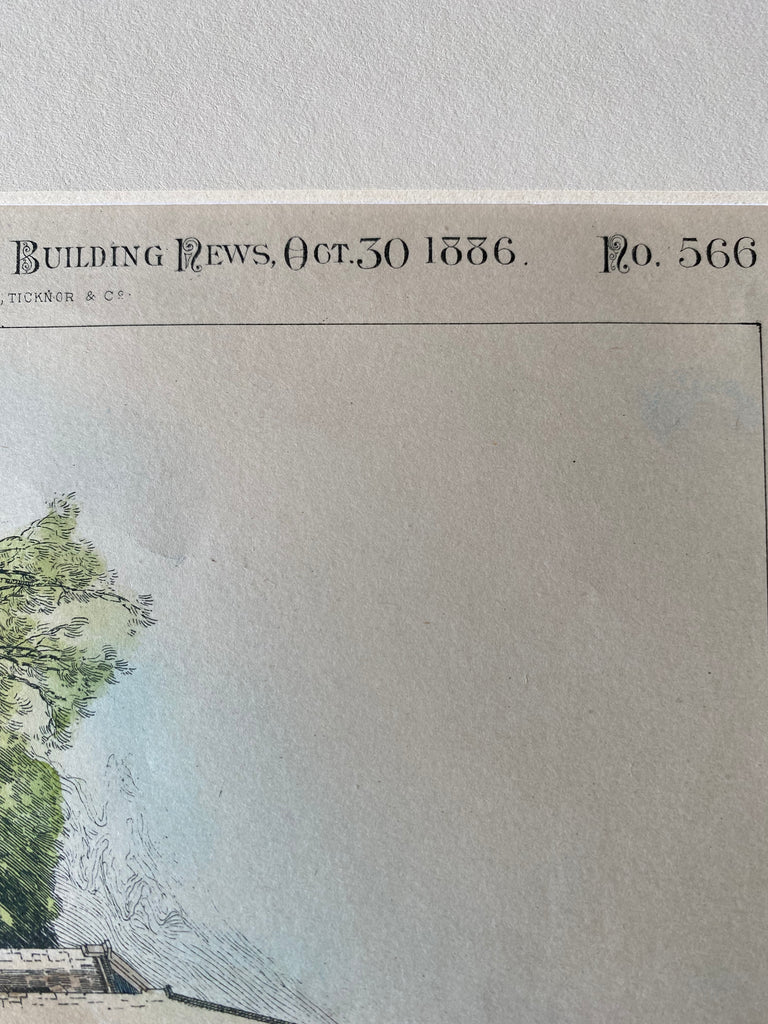 Building News, Oct. 30 1886. No. 566
, TICKNOR & Co.